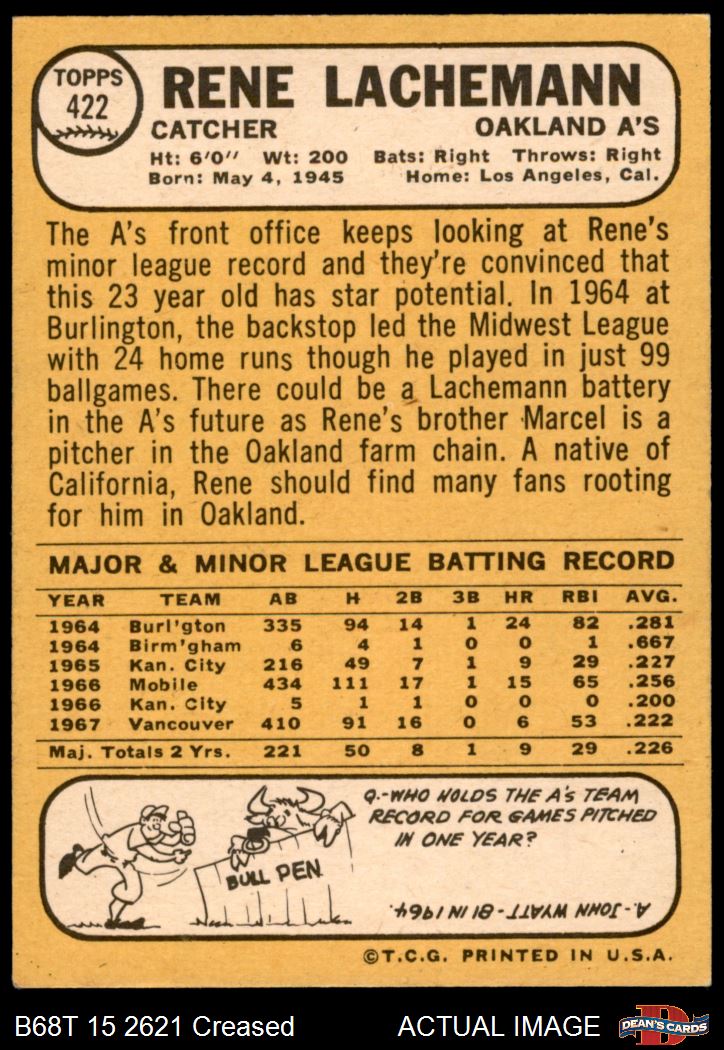 TOPPS
422
RENE LACHEMANN
CATCHER OAKLAND A'S
Ht: 6'0" Wt: 200 Bats: Right Throws: Right
Born: May 4, 1945 Home: Los Angeles, Cal.
The A's front office keeps looking at Rene's
minor league record and they're convinced that
this 23 year old has star potential. In 1964 at
Burlington, the backstop led the Midwest League
with 24 home runs though he played in just 99
ballgames. There could be a Lachemann battery
in the A's future as Rene's brother Marcel is a
pitcher in the Oakland farm chain. A native of
California, Rene should find many fans rooting
for him in Oakland.
MAJOR & MINOR LEAGUE BATTING RECORD
YEAR TEAM AB H 2B 3B HR RBI AVG.
1964 Burl'gton 335 94 14 1 24 82 .281
1964 Birm'gham 6 4 1 0 0 1 .667
1965 Kan. City 216 49 7 1 9 29 .227
1966 Mobile 434 111 17 1 15 65 .256
1966 Kan. City 5 1 1 0 0 0 .200
1967 Vancouver 410 91 16 0 6 53 .222
Maj. Totals 2 Yrs. 221 50 8 1 9 29 .226
Q.-WHO HOLDS THE A's TEAM
RECORD FOR GAMES PITCHED
IN ONE YEAR?
BULL PEN
A.-JOHN WYATT-81 IN 1964.
©T.C.G. PRINTED IN U.S.A.
B68T 15 2621 Creased ACTUAL IMAGE
DEAN'S CARDS